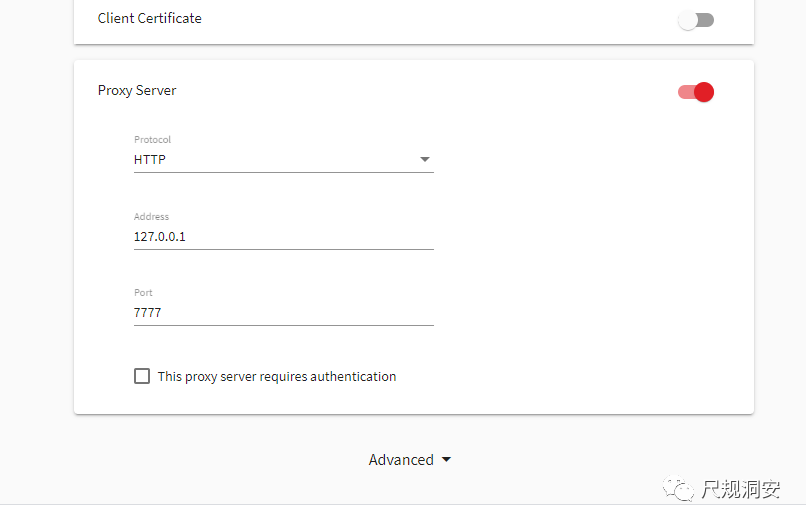 Client Certificate
Proxy Server
Protocol
HTTP
Address
127.0.0.1
Port
7777
This proxy server requires authentication
Advanced
尺规洞安